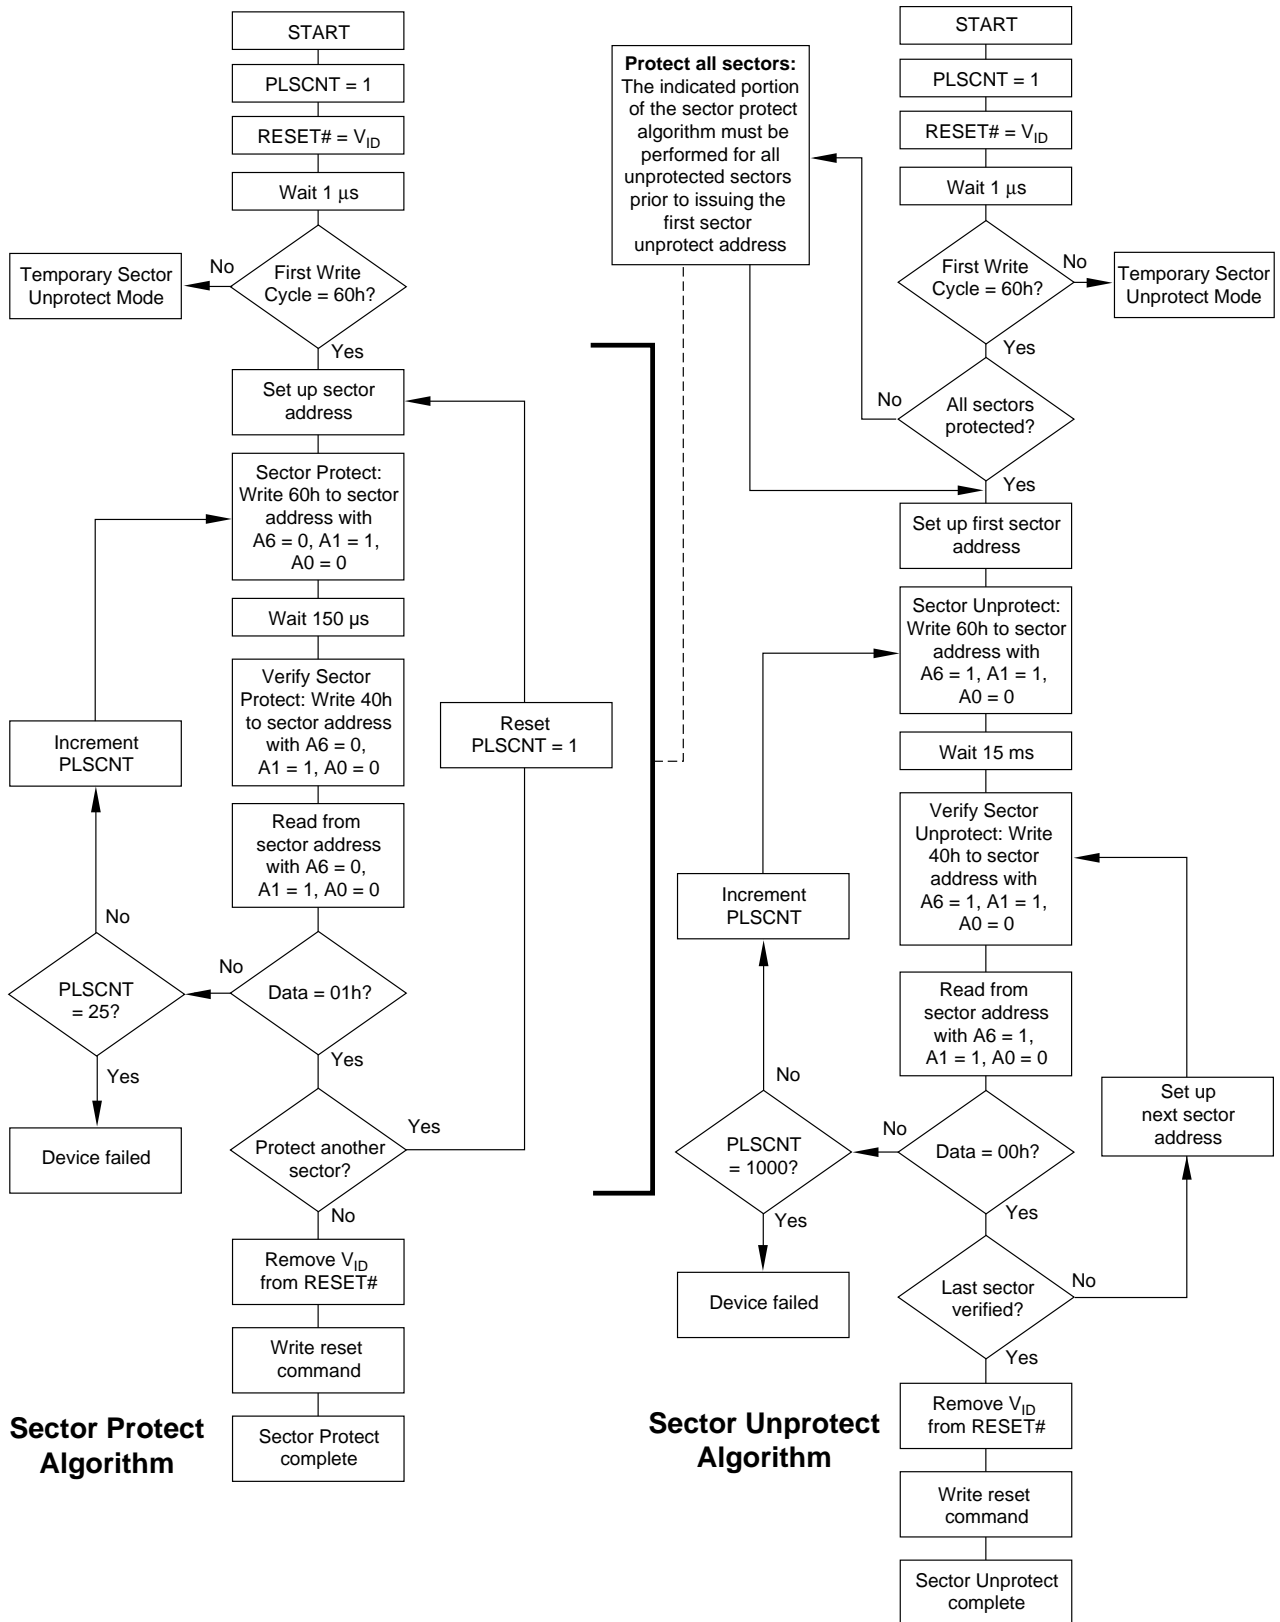 START
PLSCNT = 1
RESET# = VID
Wait 1 μs
First Write
Cycle = 60h?
No
Temporary Sector
Unprotect Mode
Yes
Set up sector
address
Sector Protect:
Write 60h to sector
address with
A6 = 0, A1 = 1,
A0 = 0
Wait 150 µs
Verify Sector
Protect: Write 40h
to sector address
with A6 = 0,
A1 = 1, A0 = 0
Reset
PLSCNT = 1
Increment
PLSCNT
Read from
sector address
with A6 = 0,
A1 = 1, A0 = 0
No
No
PLSCNT
= 25?
Data = 01h?
Yes
Yes
Device failed
Protect another
sector?
Yes
No
Remove VID
from RESET#
Write reset
command
Sector Protect
complete
Sector Protect
Algorithm
Protect all sectors:
The indicated portion
of the sector protect
algorithm must be
performed for all
unprotected sectors
prior to issuing the
first sector
unprotect address
START
PLSCNT = 1
RESET# = VID
Wait 1 μs
First Write
Cycle = 60h?
No
Temporary Sector
Unprotect Mode
Yes
No
All sectors
protected?
Yes
Set up first sector
address
Sector Unprotect:
Write 60h to sector
address with
A6 = 1, A1 = 1,
A0 = 0
Wait 15 ms
Verify Sector
Unprotect: Write
40h to sector
address with
A6 = 1, A1 = 1,
A0 = 0
Increment
PLSCNT
Read from
sector address
with A6 = 1,
A1 = 1, A0 = 0
No
Set up
next sector
address
No
PLSCNT
= 1000?
Data = 00h?
Yes
Yes
Device failed
Last sector
verified?
No
Yes
Remove VID
from RESET#
Write reset
command
Sector Unprotect
complete
Sector Unprotect
Algorithm